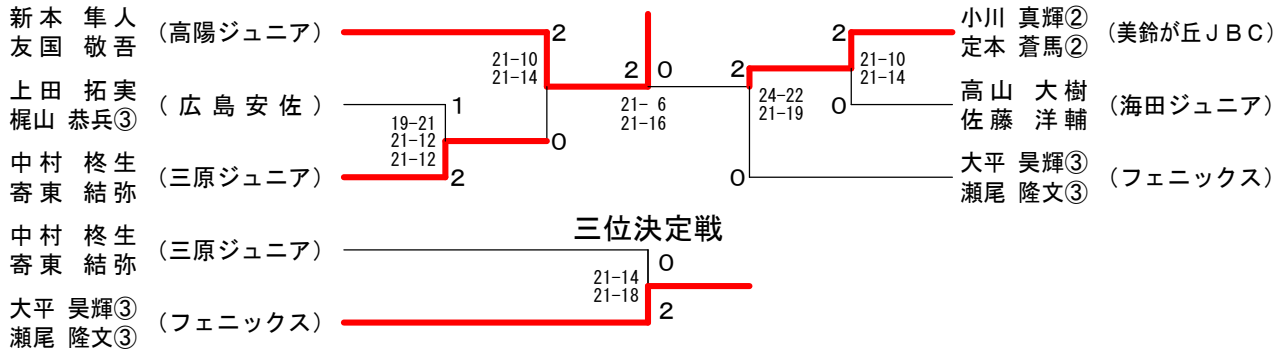 新本 隼人
友国 敬吾
(高陽ジュニア)
上田 拓実
梶山 恭兵③
(広島安佐)
中村 柊生
寄東 結弥
(三原ジュニア)
2
21-10
21-14
1
19-21
21-12
21-12
2
0
2 0
21- 6
21-16
小川 真輝②
定本 蒼馬②
(美鈴が丘JBC)
高山 大樹
佐藤 洋輔
(海田ジュニア)
大平 昊輝③
瀬尾 隆文③
(フェニックス)
2
21-10
21-14
0
2
24-22
21-19
0
三位決定戦
中村 柊生
寄東 結弥
(三原ジュニア)
大平 昊輝③
瀬尾 隆文③
(フェニックス)
0
21-14
21-18
2